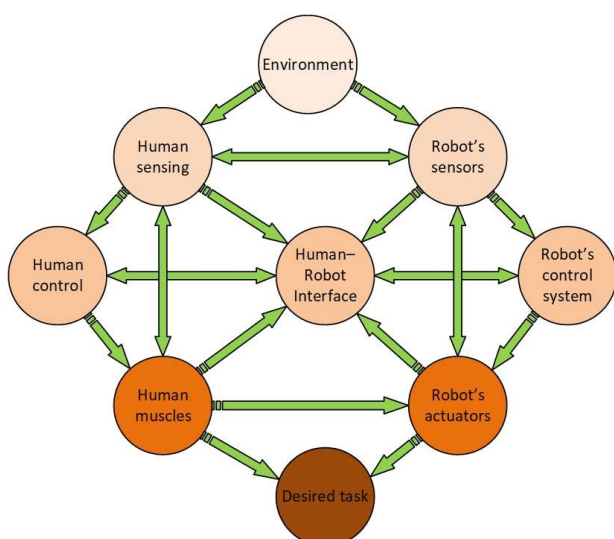 Environment
Human
sensing
Robot’s
sensors
Human
control
Human–
Robot
Interface
Robot’s
control
system
Human
muscles
Robot’s
actuators
Desired task